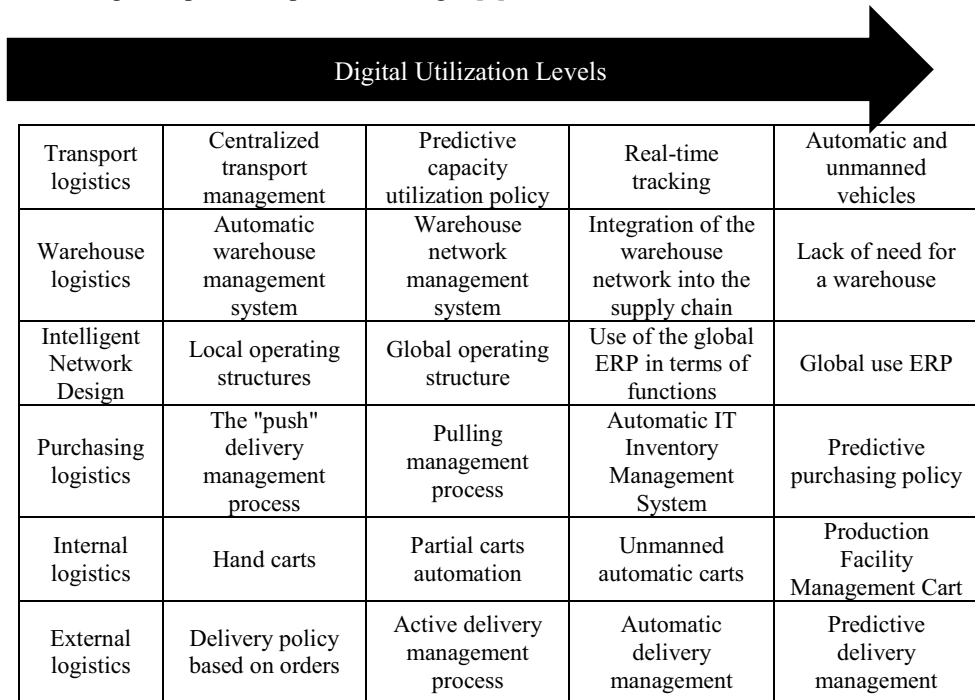 Digital Utilization Levels
Transport
logistics
Centralized
transport
management
Predictive
capacity
utilization policy
Real-time
tracking
Automatic and
unmanned
vehicles
Warehouse
logistics
Automatic
warehouse
management
system
Warehouse
network
management
system
Integration of the
warehouse
network into the
supply chain
Lack of need for
a warehouse
Intelligent
Network
Design
Local operating
structures
Global operating
structure
Use of the global
ERP in terms of
functions
Global use ERP
Purchasing
logistics
The "push"
delivery
management
process
Pulling
management
process
Automatic IT
Inventory
Management
System
Predictive
purchasing policy
Internal
logistics
Hand carts
Partial carts
automation
Unmanned
automatic carts
Production
Facility
Management Cart
External
logistics
Delivery policy
based on orders
Active delivery
management
process
Automatic
delivery
management
Predictive
delivery
management